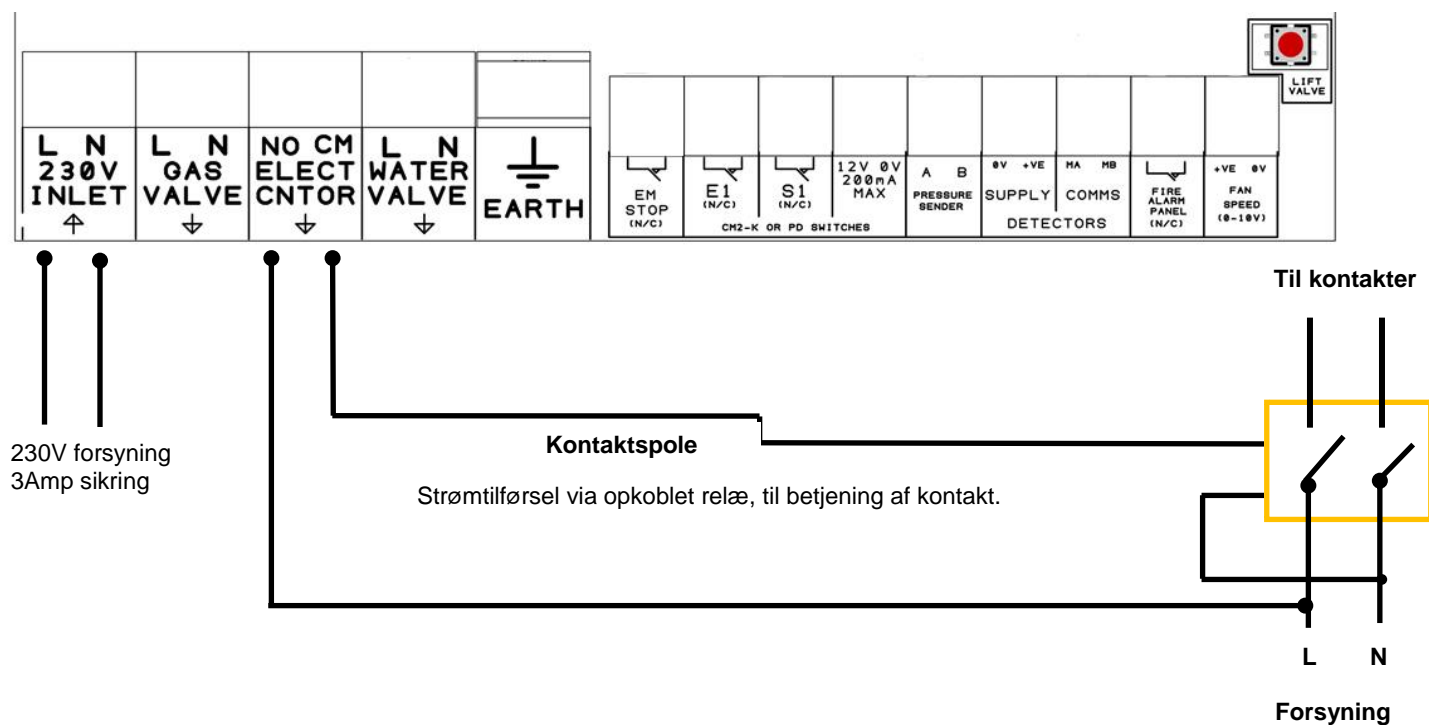 LIFT
VALVE
L N
230V
INLET
L N
GAS
VALVE
NO CM
ELECT
CNTOR
L N
WATER
VALVE
EARTH
EM
STOP
(N/C)
E1
(N/C)
S1
(N/C)
CM2-K OR PD SWITCHES
12V 0V
200mA
MAX
A B
PRESSURE
SENDER
0V +VE
SUPPLY
MA MB
COMMS
DETECTORS
FIRE
ALARM
PANEL
(N/C)
+VE 0V
FAN
SPEED
(0-10V)
Til kontakter
230V forsyning
3Amp sikring
Kontaktspole
Strømtilførsel via opkoblet relæ, til betjening af kontakt.
L N
Forsyning